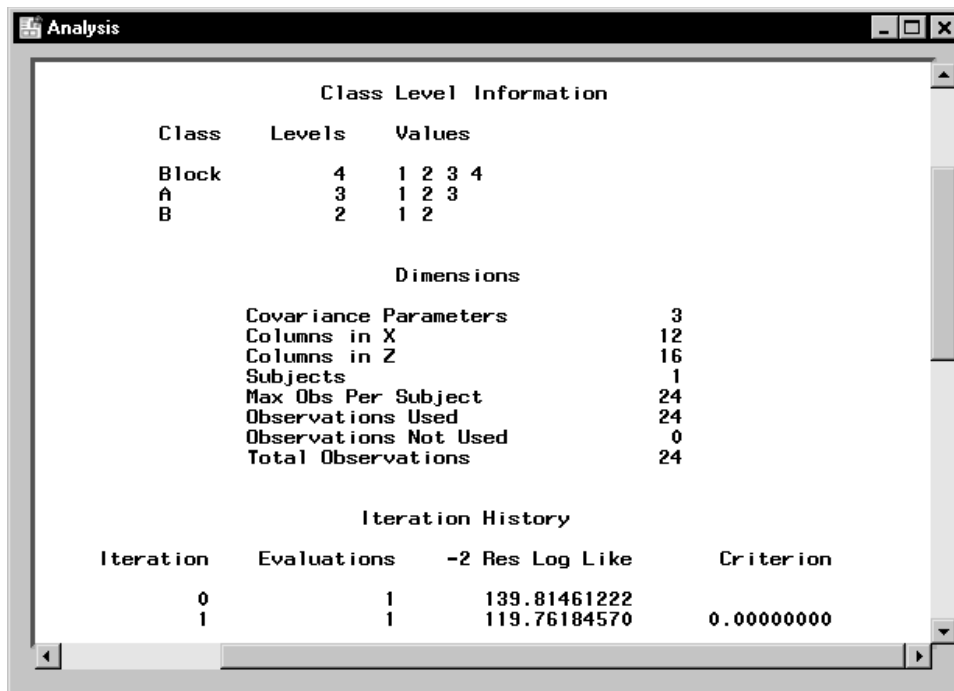 Analysis
Class Level Information
Class Levels Values
Block 4 1 2 3 4
A 3 1 2 3
B 2 1 2
Dimensions
Covariance Parameters 3
Columns in X 12
Columns in Z 16
Subjects 1
Max Obs Per Subject 24
Observations Used 24
Observations Not Used 0
Total Observations 24
Iteration History
Iteration Evaluations -2 Res Log Like Criterion
0 1 139.81461222
1 1 119.76184570 0.00000000